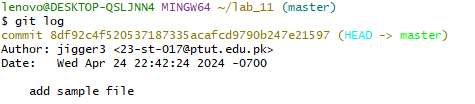 lenovo@DESKTOP-QSLJNN4 MINGW64 ~/lab_11 (master)
$ git log
commit 8df92c4f520537187335acafcd9790b247e21597 (HEAD -> master)
Author: jigger3 <23-st-017@ptut.edu.pk>
Date:   Wed Apr 24 22:42:24 2024 -0700
    add sample file